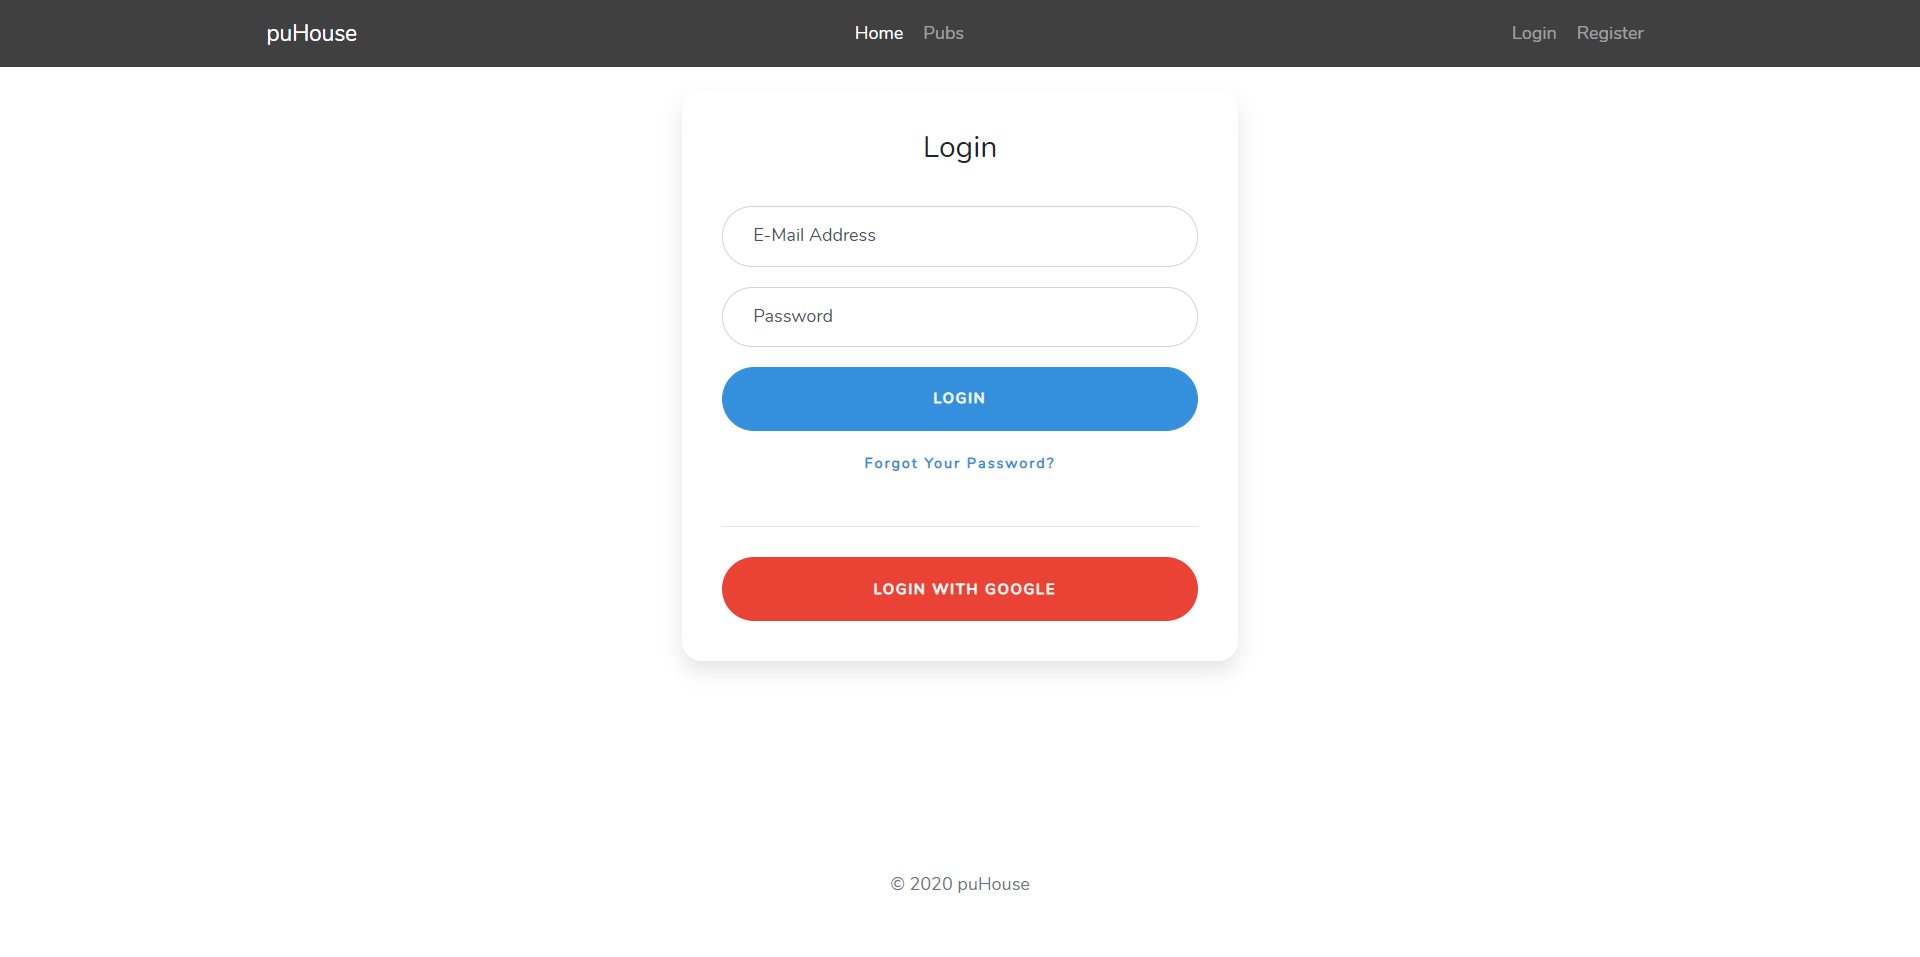 puHouse Home Pubs Login Register
Login
E-Mail Address
Password
LOGIN
Forgot Your Password?
LOGIN WITH GOOGLE
© 2020 puHouse